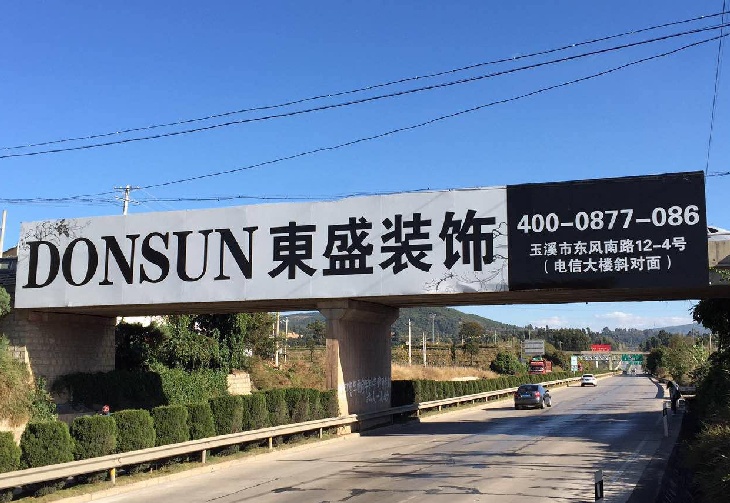 DONSUN 東盛装饰
400-0877-086
玉溪市东风南路12-4号
（电信大楼斜对面）